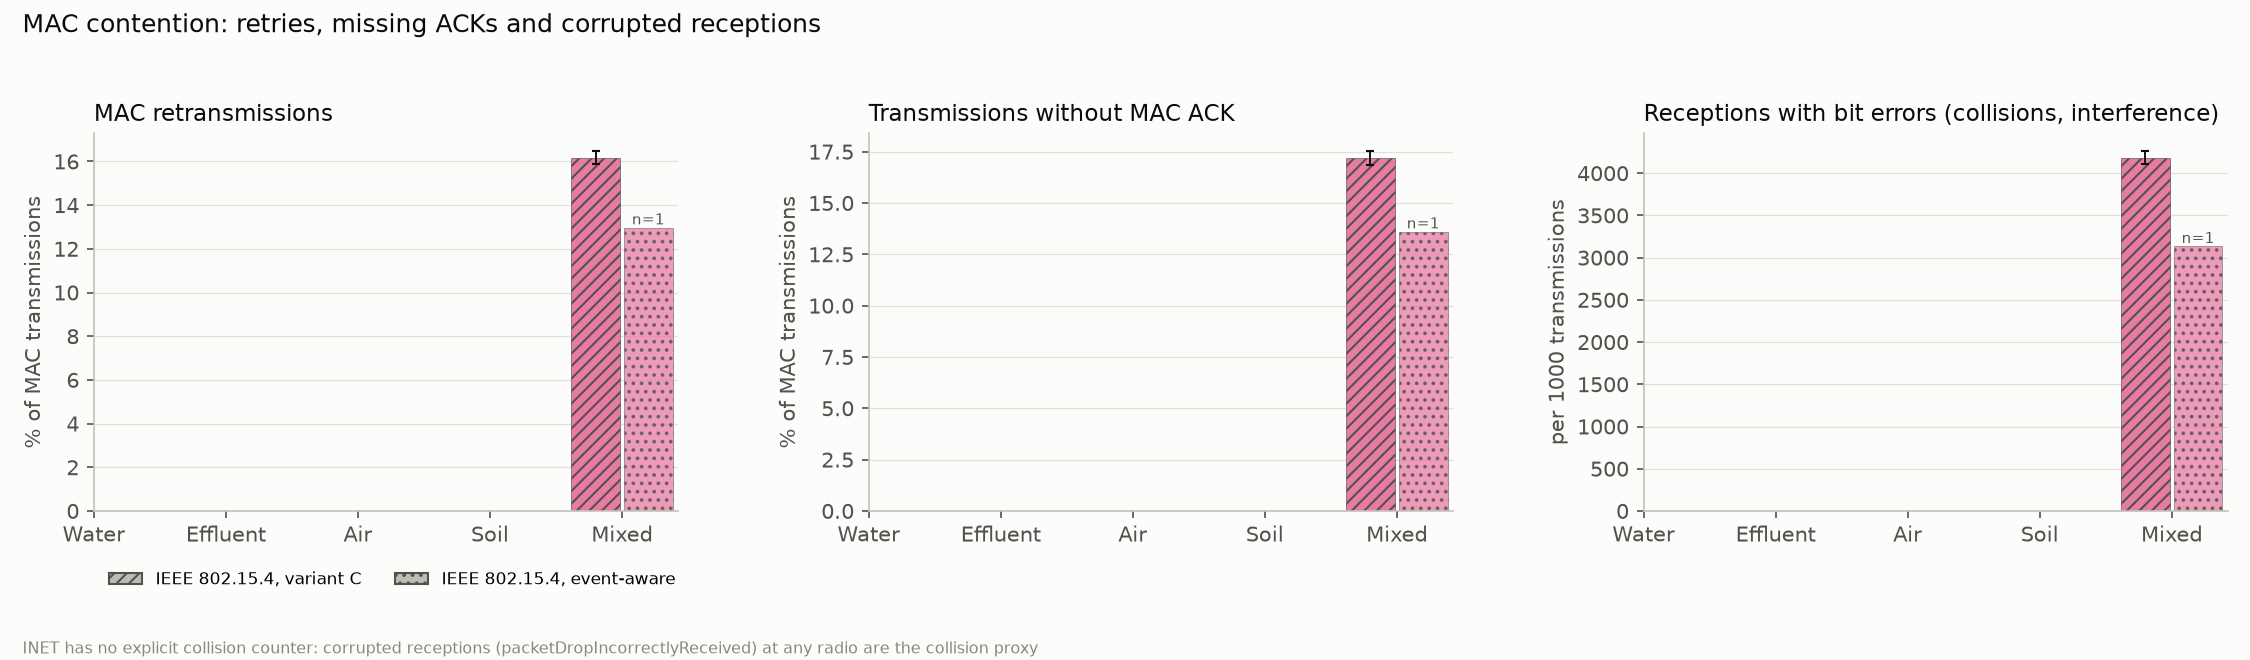 MAC contention: retries, missing ACKs and corrupted receptions
MAC retransmissions
% of MAC transmissions
16
14
12
10
8
6
4
2
0
n=1
Water Effluent Air Soil Mixed
Transmissions without MAC ACK
% of MAC transmissions
17.5
15.0
12.5
10.0
7.5
5.0
2.5
0.0
n=1
Water Effluent Air Soil Mixed
Receptions with bit errors (collisions, interference)
per 1000 transmissions
4000
3500
3000
2500
2000
1500
1000
500
0
n=1
Water Effluent Air Soil Mixed
IEEE 802.15.4, variant C IEEE 802.15.4, event-aware
INET has no explicit collision counter: corrupted receptions (packetDropIncorrectlyReceived) at any radio are the collision proxy